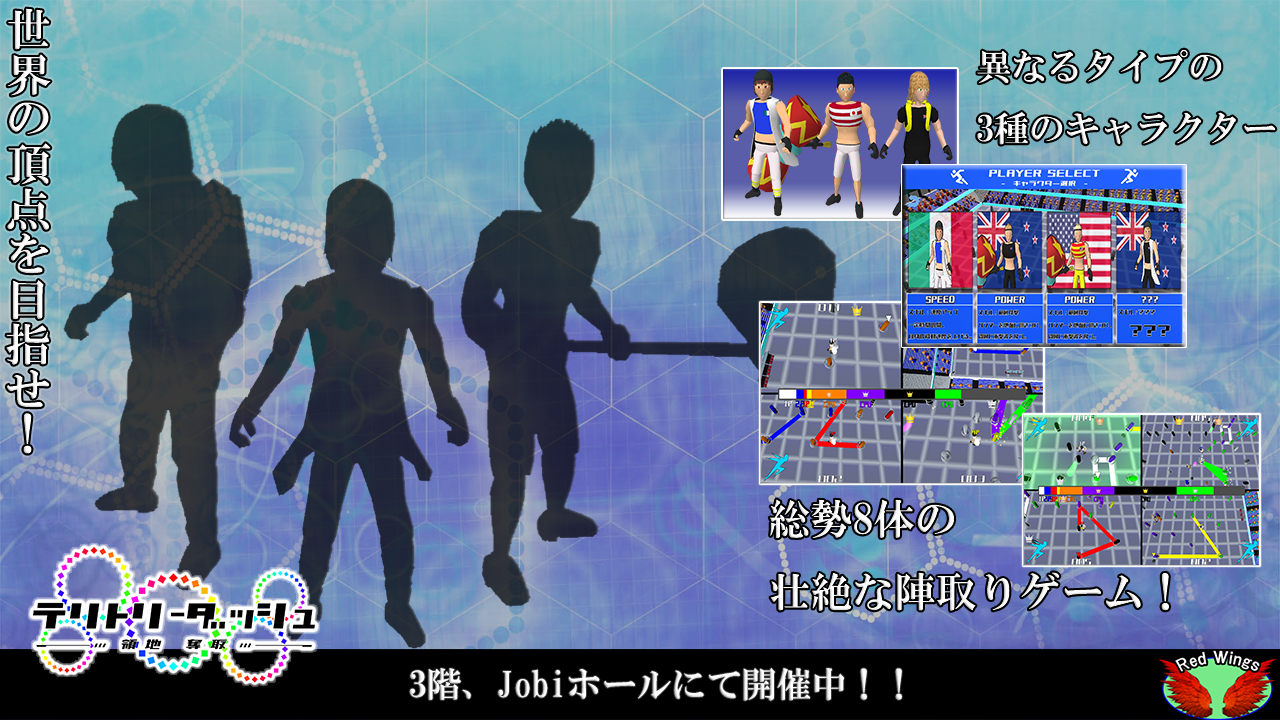 世界の頂点を目指せ！
異なるタイプの
3種のキャラクター
PLAYER SELECT
- キャラクター選択 -
SPEED
POWER
POWER
???
???
総勢8体の
壮絶な陣取りゲーム！
テリトリーダッシュ
領地 奪取
3階、Jobiホールにて開催中！！
Red Wings